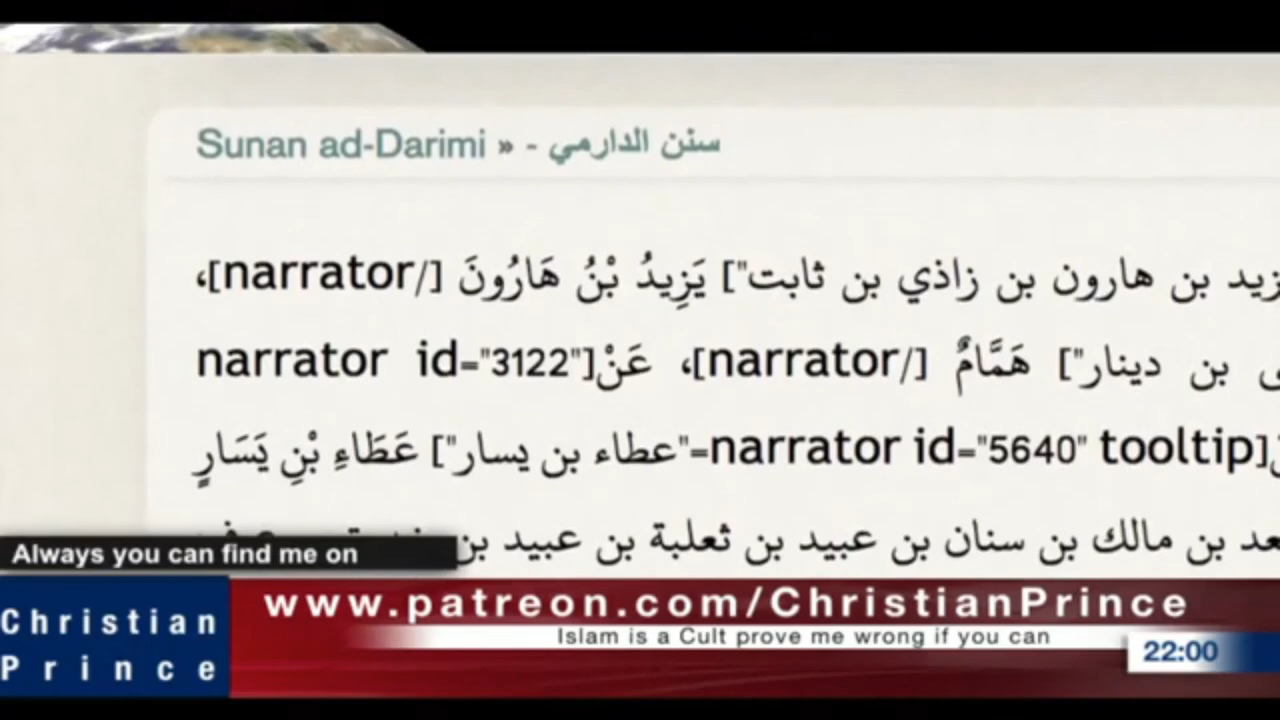 Sunan ad-Darimi » - سنن الدارمي
يزيد بن هارون بن زاذي بن ثابت"] يَزِيدُ بْنُ هَارُونَ [/narrator]،
بن دينار"] هَمَّامٌ [/narrator]، عَنْ[narrator id="3122"
[narrator id="5640" tooltip="عطاء بن يسار"] عَطَاءِ بْنِ يَسَارٍ
بن مالك بن سنان بن عبيد بن ثعلبة بن عبيد بن
Always you can find me on
www.patreon.com/ChristianPrince
Christian
Prince
Islam is a Cult prove me wrong if you can
22:00